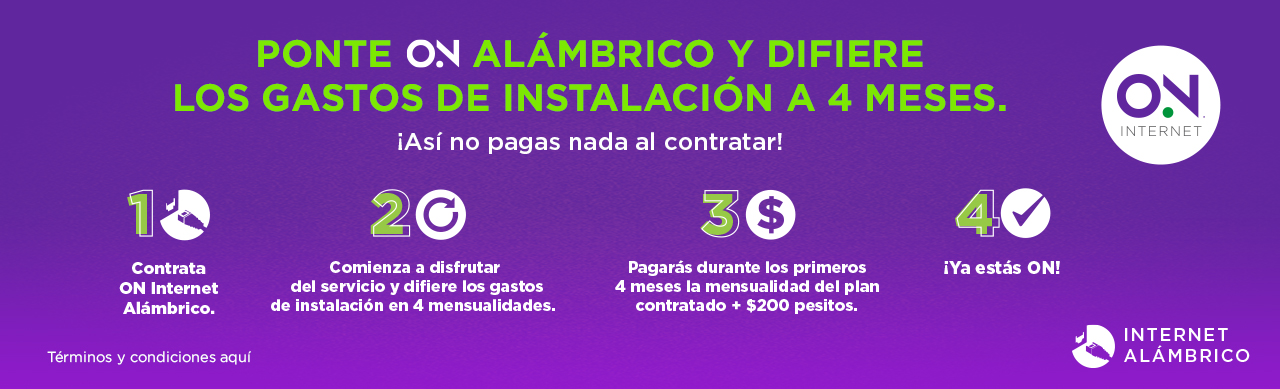 PONTE ON ALÁMBRICO Y DIFIERE
LOS GASTOS DE INSTALACIÓN A 4 MESES.
¡Así no pagas nada al contratar!
ON
INTERNET
1
Contrata
ON Internet
Alámbrico.
2
Comienza a disfrutar
del servicio y difiere los gastos
de instalación en 4 mensualidades.
3
$
Pagarás durante los primeros
4 meses la mensualidad del plan
contratado + $200 pesitos.
4
¡Ya estás ON!
Términos y condiciones aquí
INTERNET
ALÁMBRICO